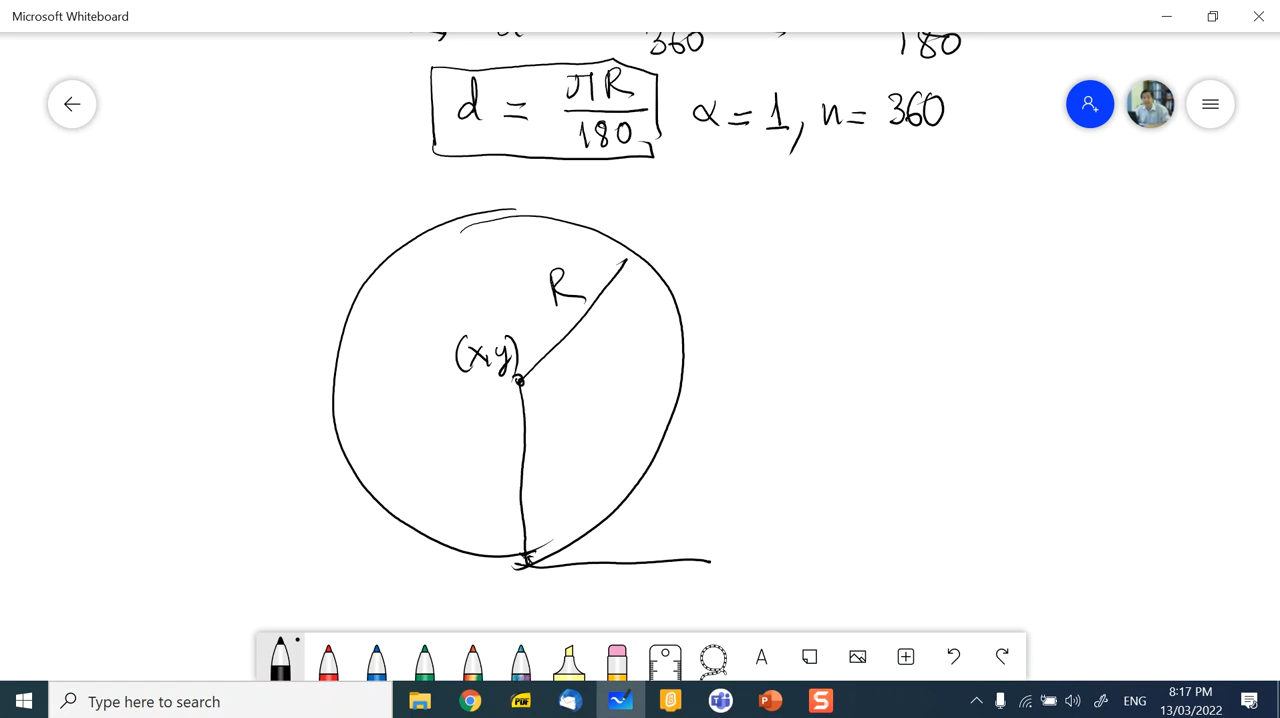 Microsoft Whiteboard
360
180
d = πR/180 α = 1, n = 360
R
(x,y)
A
Type here to search
PDF
ENG
8:17 PM
13/03/2022